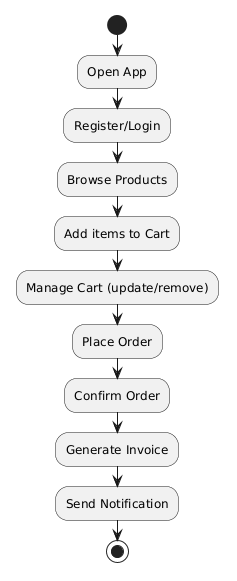 Open App
Register/Login
Browse Products
Add items to Cart
Manage Cart (update/remove)
Place Order
Confirm Order
Generate Invoice
Send Notification